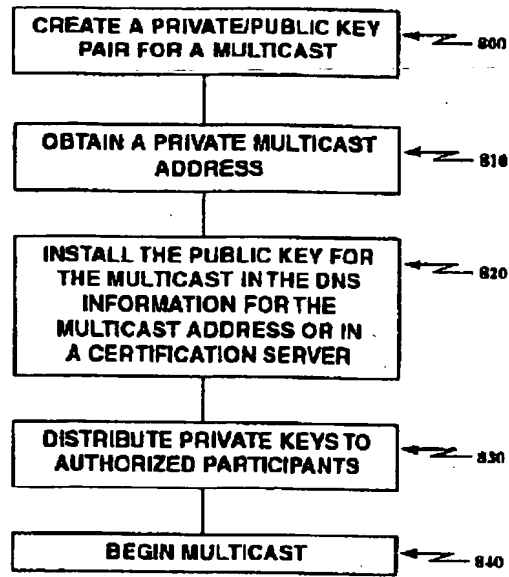 CREATE A PRIVATE/PUBLIC KEY
PAIR FOR A MULTICAST
800
OBTAIN A PRIVATE MULTICAST
ADDRESS
810
INSTALL THE PUBLIC KEY FOR
THE MULTICAST IN THE DNS
INFORMATION FOR THE
MULTICAST ADDRESS OR IN
A CERTIFICATION SERVER
820
DISTRIBUTE PRIVATE KEYS TO
AUTHORIZED PARTICIPANTS
830
BEGIN MULTICAST
840